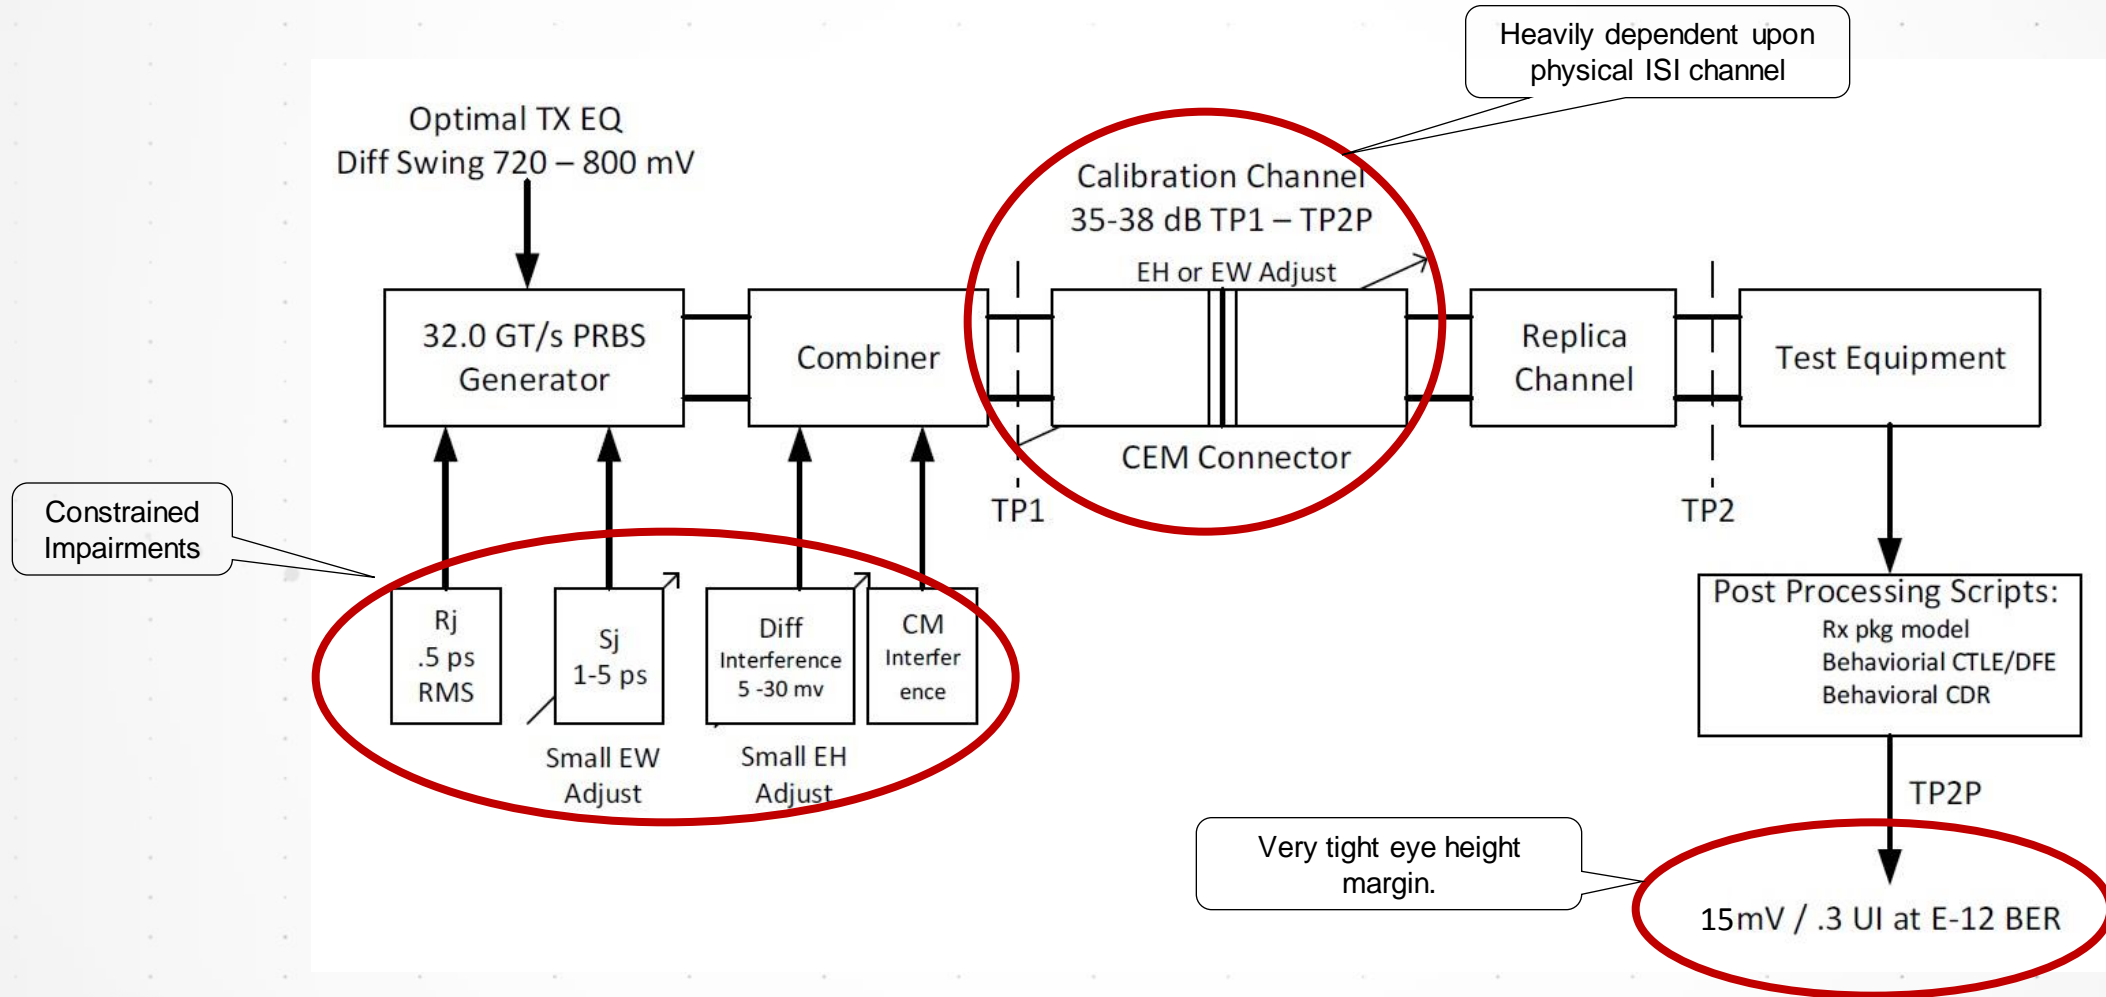 Heavily dependent upon
physical ISI channel
Optimal TX EQ
Diff Swing 720 – 800 mV
Calibration Channel
35-38 dB TP1 – TP2P
EH or EW Adjust
32.0 GT/s PRBS
Generator
Combiner
Replica
Channel
Test Equipment
CEM Connector
TP1
TP2
Constrained
Impairments
Rj
.5 ps
RMS
Sj
1-5 ps
Diff
Interference
5 -30 mv
CM
Interfer
ence
Small EW
Adjust
Small EH
Adjust
Post Processing Scripts:
Rx pkg model
Behaviorial CTLE/DFE
Behavioral CDR
TP2P
Very tight eye height
margin.
15mV / .3 UI at E-12 BER